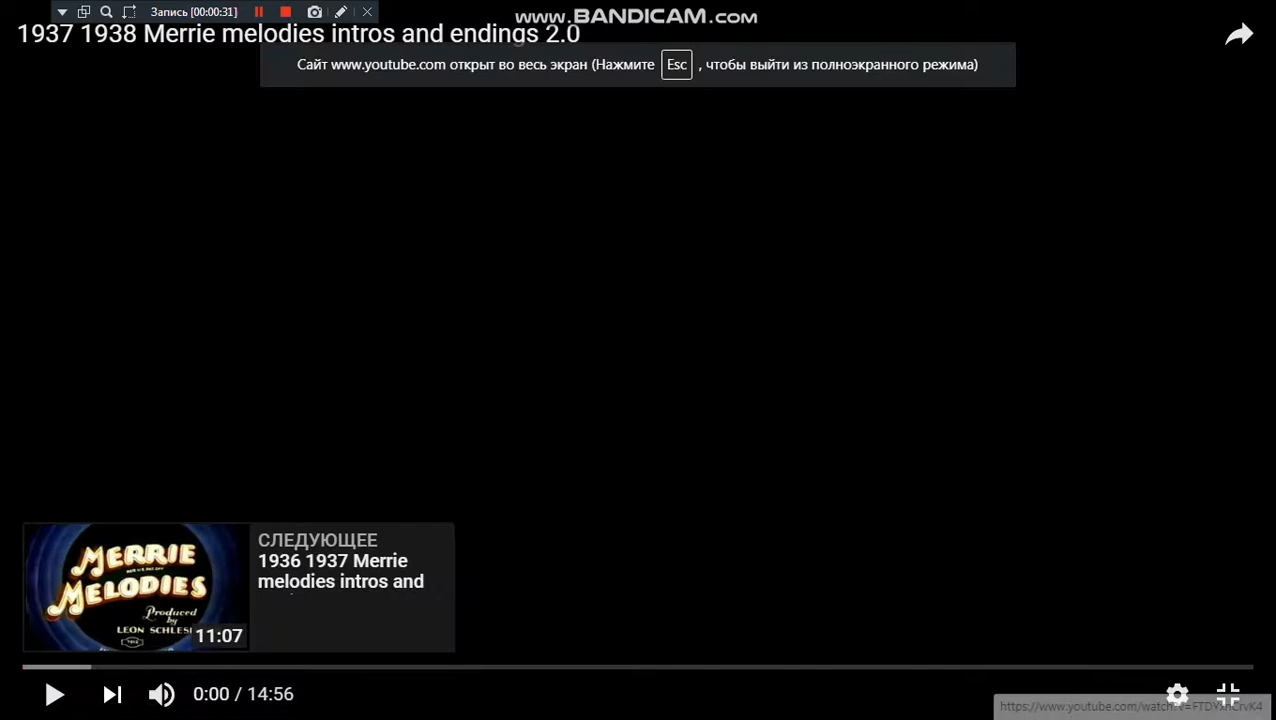 Запись [00:00:31]
www.BANDICAM.com
1937 1938 Merrie melodies intros and endings 2.0
Сайт www.youtube.com открыт во весь экран (Нажмите Esc , чтобы выйти из полноэкранного режима)
СЛЕДУЮЩЕЕ
1936 1937 Merrie
melodies intros and
MERRIE
MELODIES
Produced
by
LEON SCHLESI
11:07
0:00 / 14:56